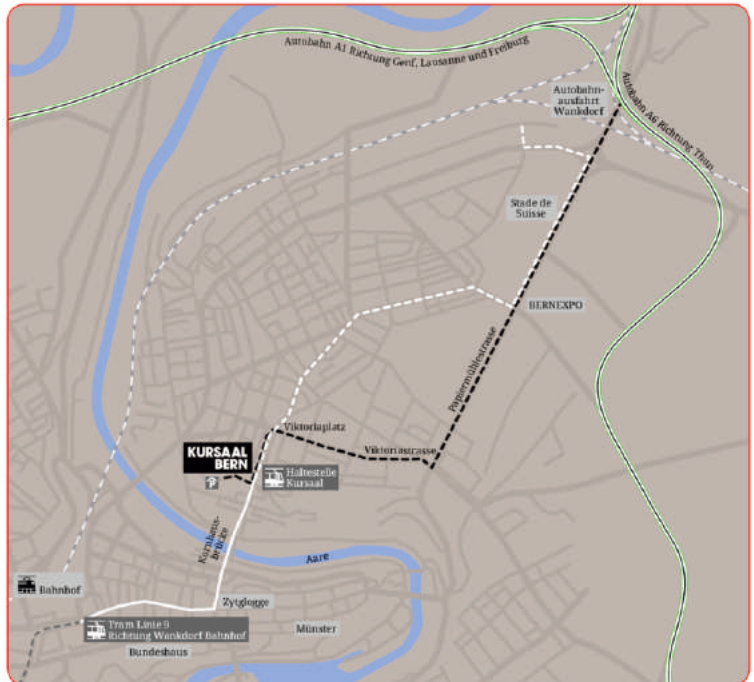 Autobahn A1 Richtung Genf, Lausanne und Freiburg
Autobahn-
ausfahrt
Wankdorf
Autobahn A6 Richtung Thun
Stade de
Suisse
BERNEXPO
Papiermühlestrasse
Viktoriaplatz
Viktoriastrasse
KURSAAL
BERN
P
Haltestelle
Kursaal
Kornhaus-
brücke
Aare
Bahnhof
Zytglogge
Tram Linie 9
Richtung Wankdorf Bahnhof
Münster
Bundeshaus